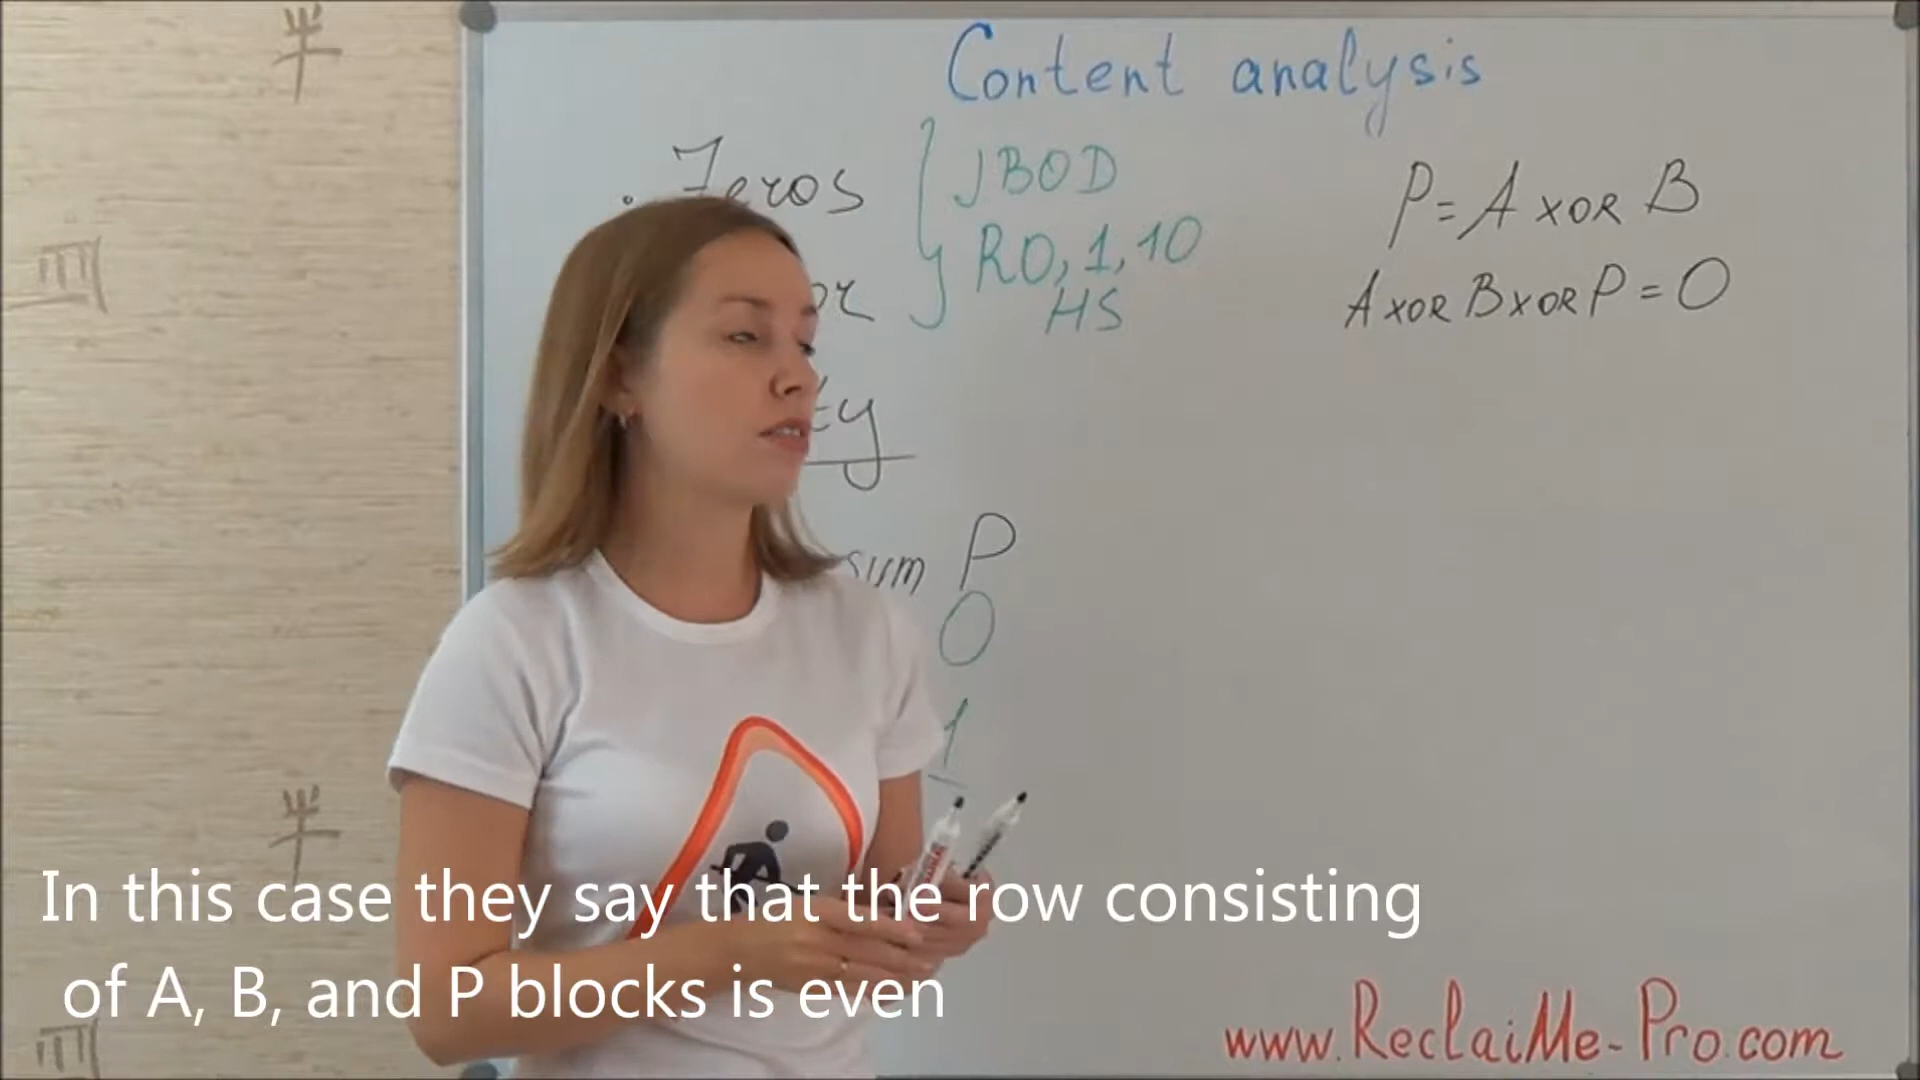 Content analysis
. Zeros
JBOD
R0, 1, 10
HS
P = A XOR B
A XOR B XOR P = 0
sum P
0
1
In this case they say that the row consisting
of A, B, and P blocks is even
www.ReclaiMe-Pro.com